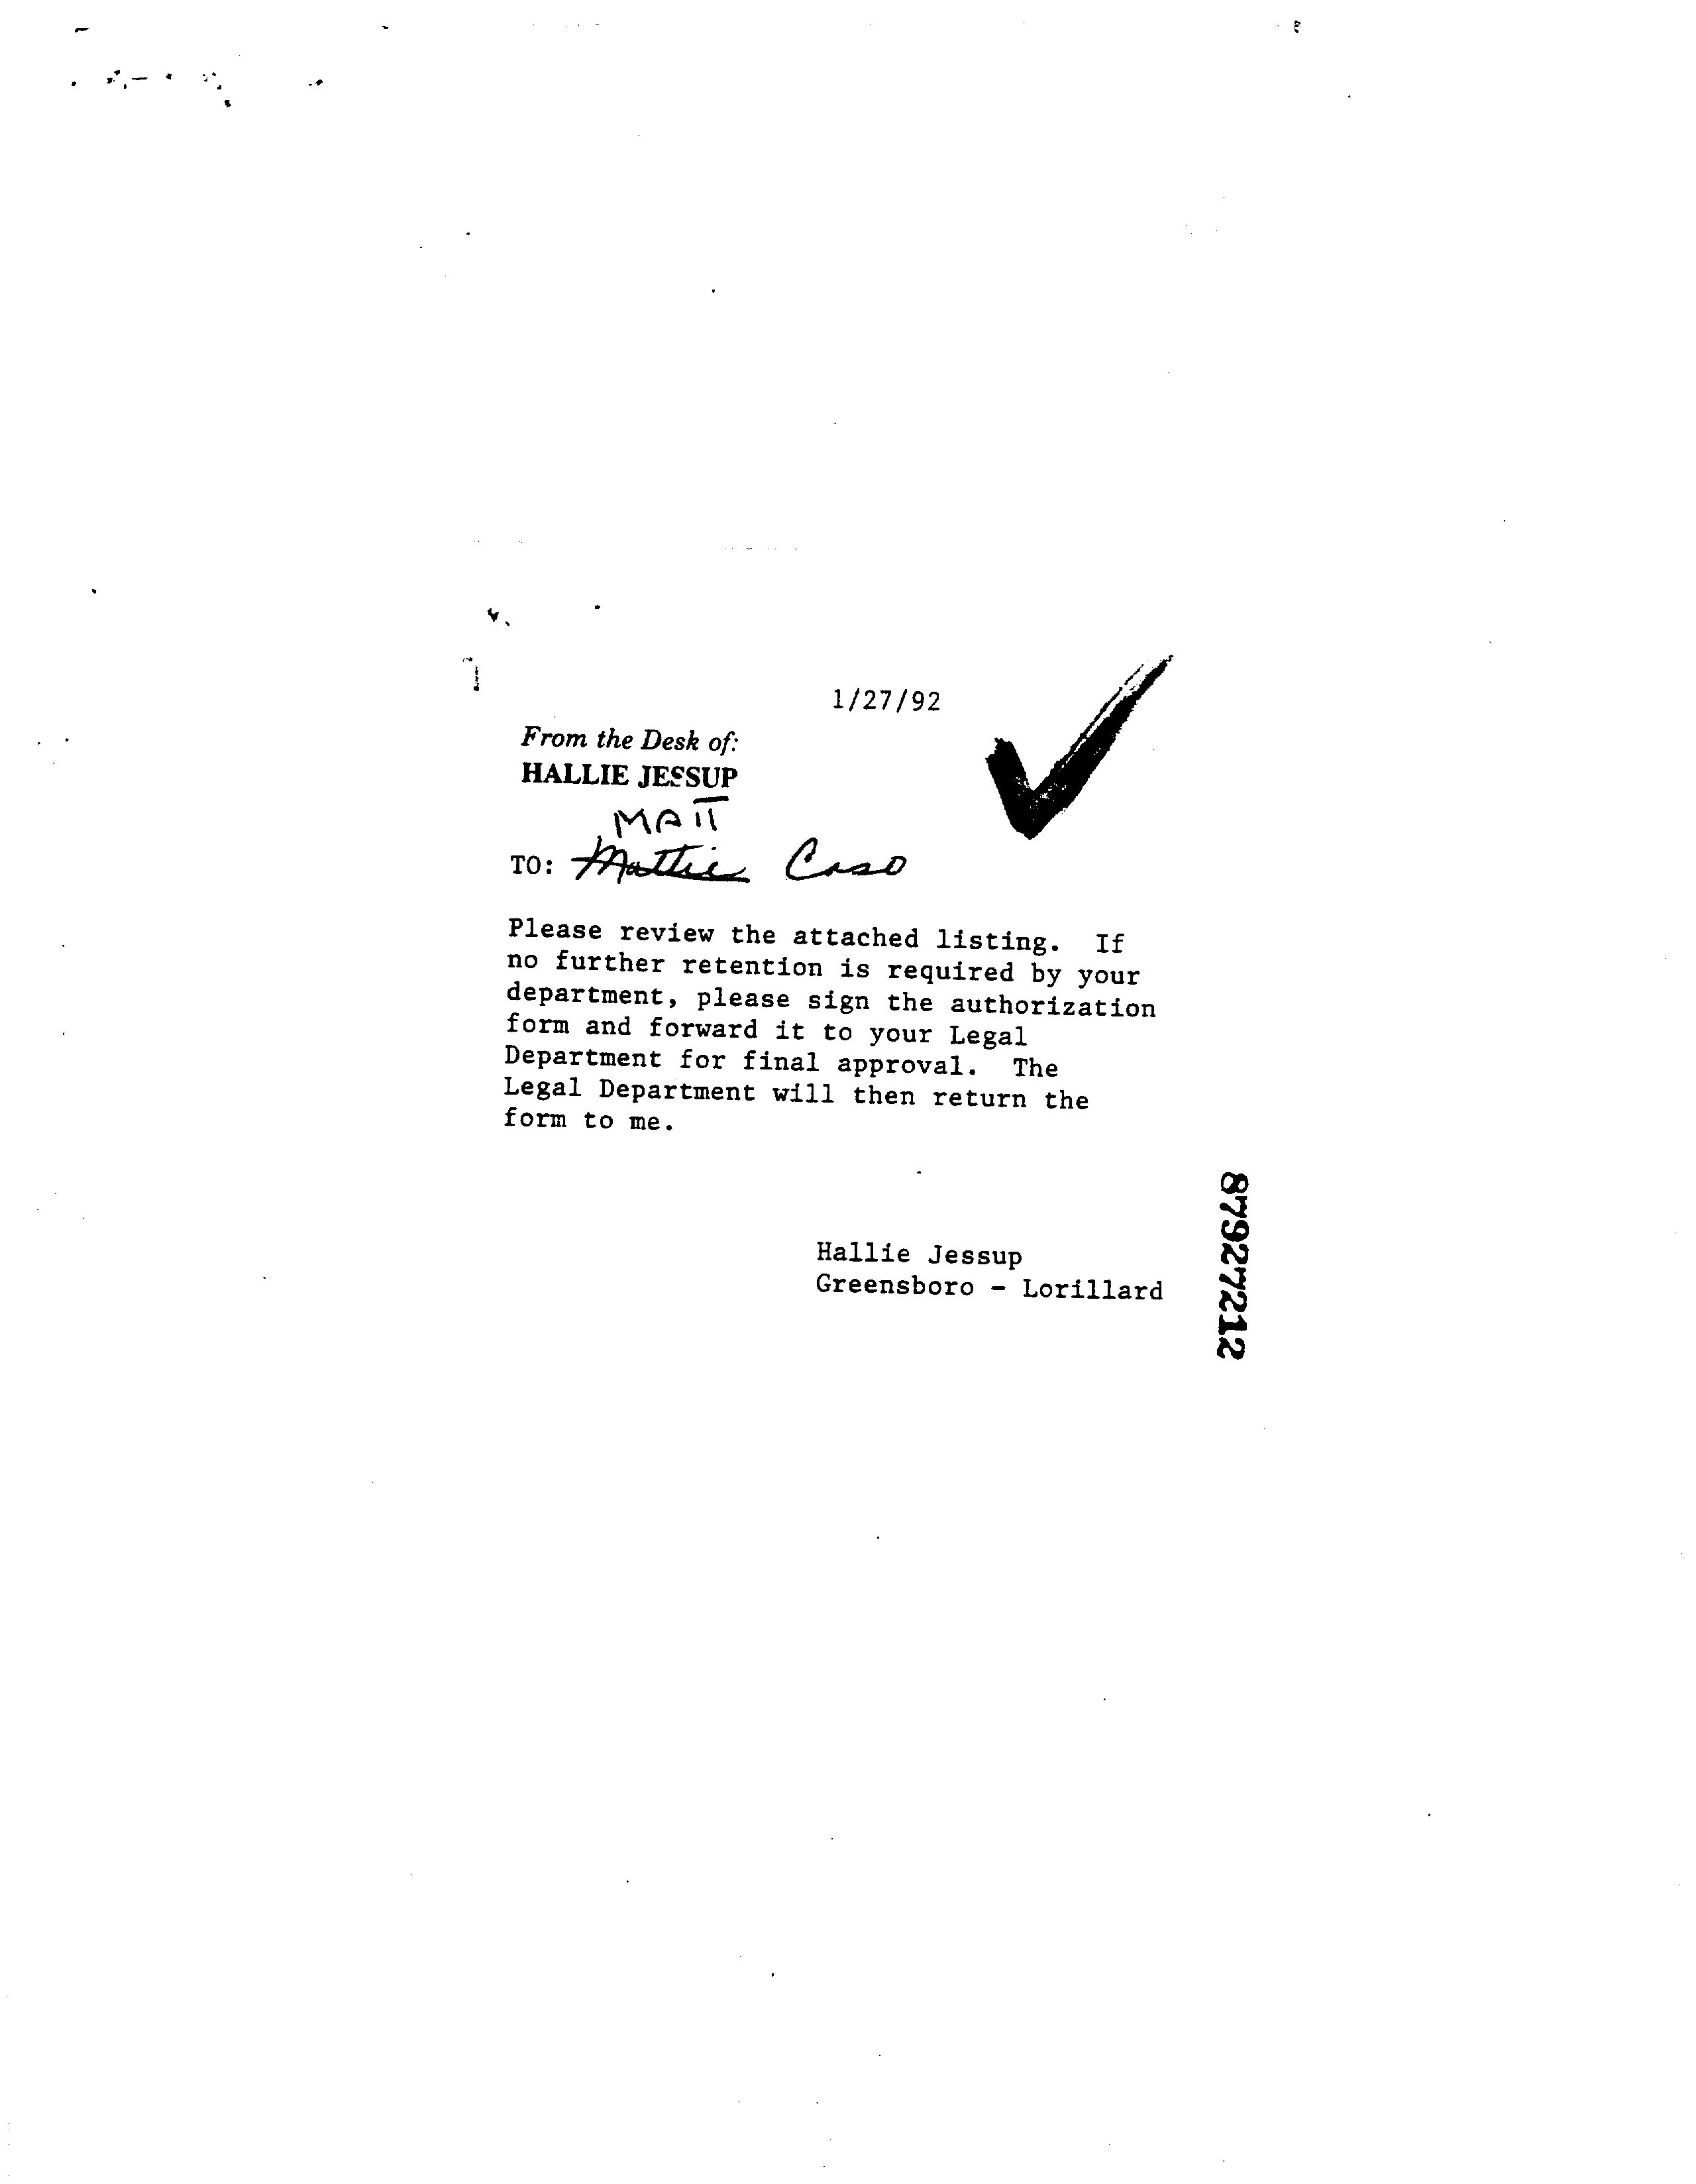 1/27/92
From the Desk of:
HALLIE JESSUP
MATT
TO: Mattie Caso
Please review the attached listing. If
no further retention is required by your
department, please sign the authorization
form and forward it to your Legal
Department for final approval. The
Legal Department will then return the
form to me.
Hallie Jessup
Greensboro - Lorillard
87927212